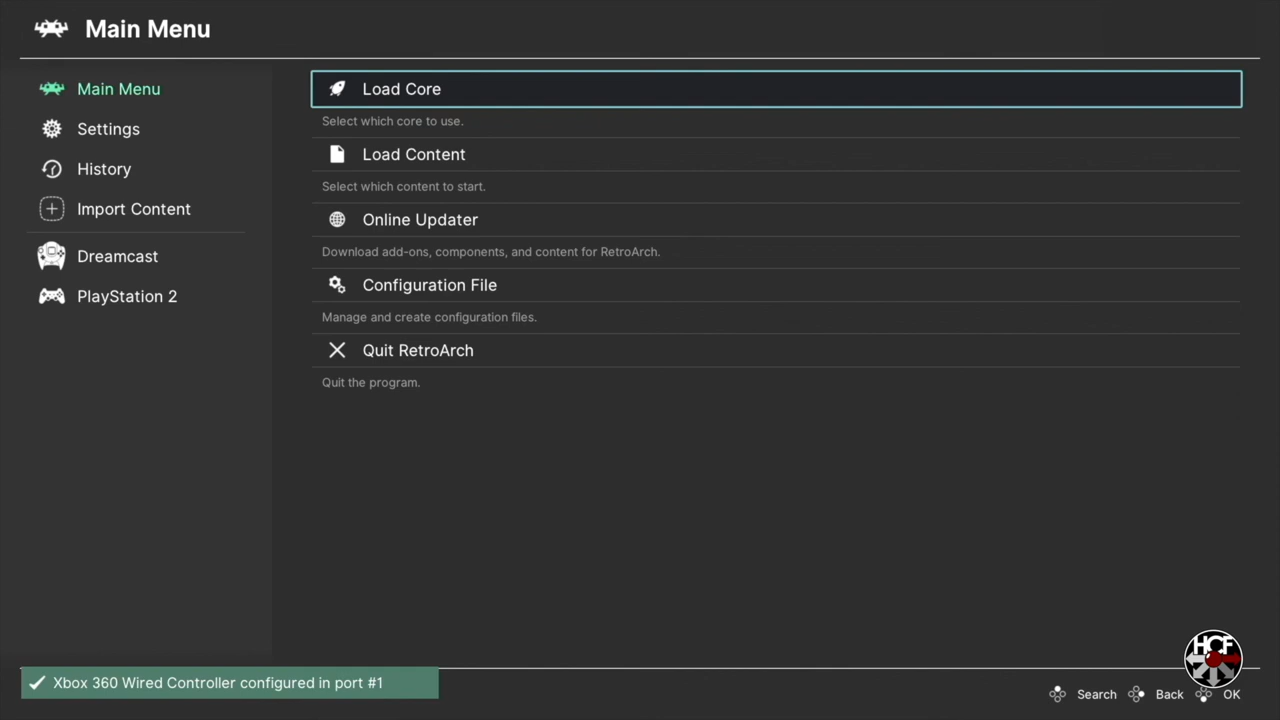 Main Menu
Main Menu
Settings
History
Import Content
Dreamcast
PlayStation 2
Load Core
Select which core to use.
Load Content
Select which content to start.
Online Updater
Download add-ons, components, and content for RetroArch.
Configuration File
Manage and create configuration files.
Quit RetroArch
Quit the program.
HCF
Xbox 360 Wired Controller configured in port #1
Search Back OK